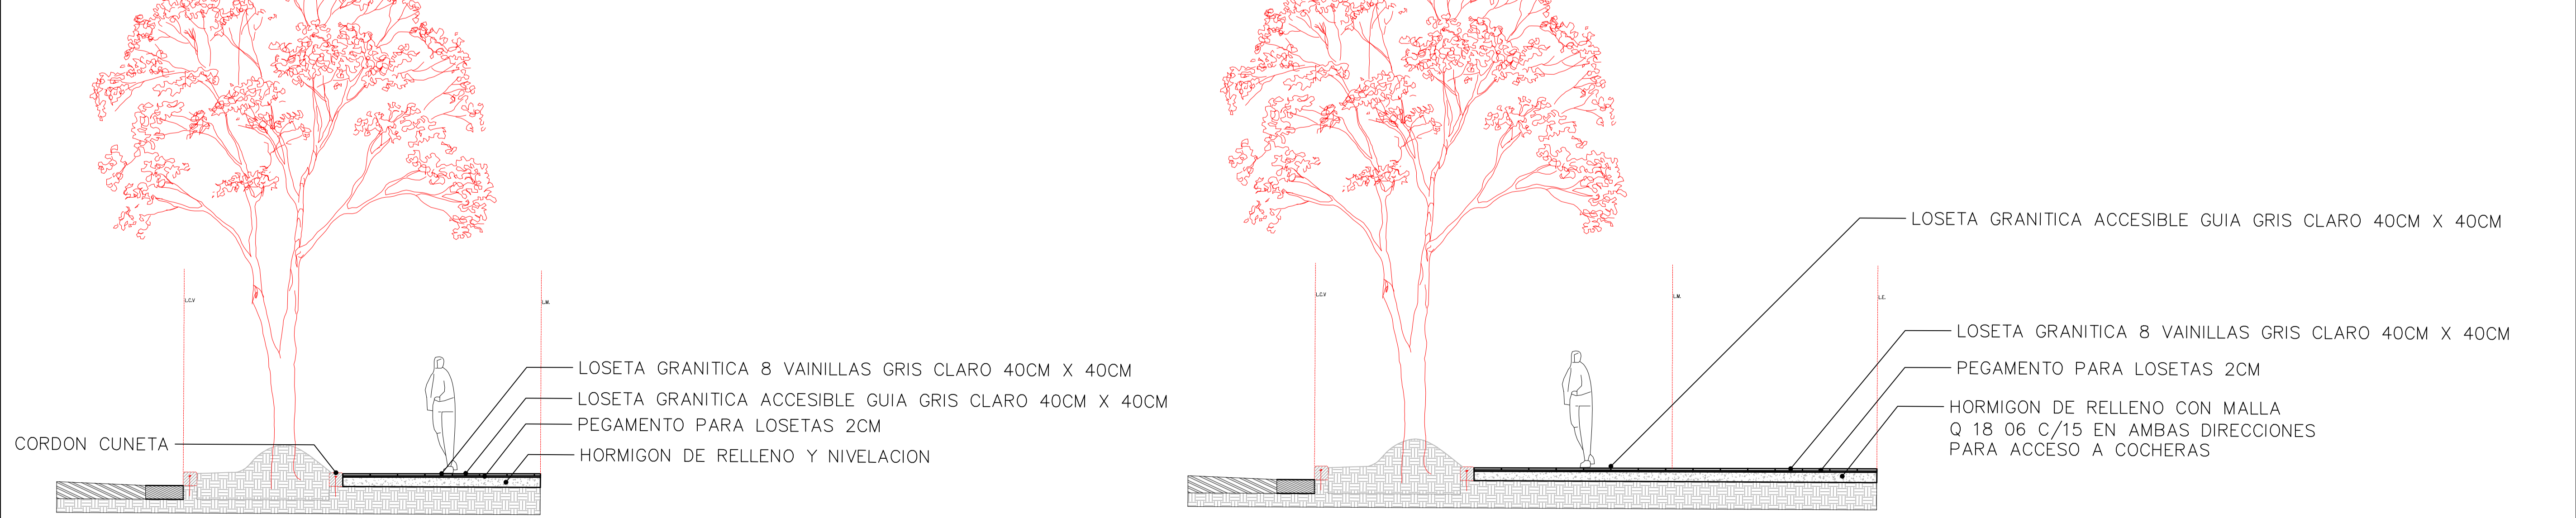 L.C.V
L.M.
LOSETA GRANITICA 8 VAINILLAS GRIS CLARO 40CM X 40CM
LOSETA GRANITICA ACCESIBLE GUIA GRIS CLARO 40CM X 40CM
PEGAMENTO PARA LOSETAS 2CM
CORDON CUNETA
HORMIGON DE RELLENO Y NIVELACION
LOSETA GRANITICA ACCESIBLE GUIA GRIS CLARO 40CM X 40CM
L.C.V
L.M.
L.E.
LOSETA GRANITICA 8 VAINILLAS GRIS CLARO 40CM X 40CM
PEGAMENTO PARA LOSETAS 2CM
HORMIGON DE RELLENO CON MALLA
Q 18 06 C/15 EN AMBAS DIRECCIONES
PARA ACCESO A COCHERAS